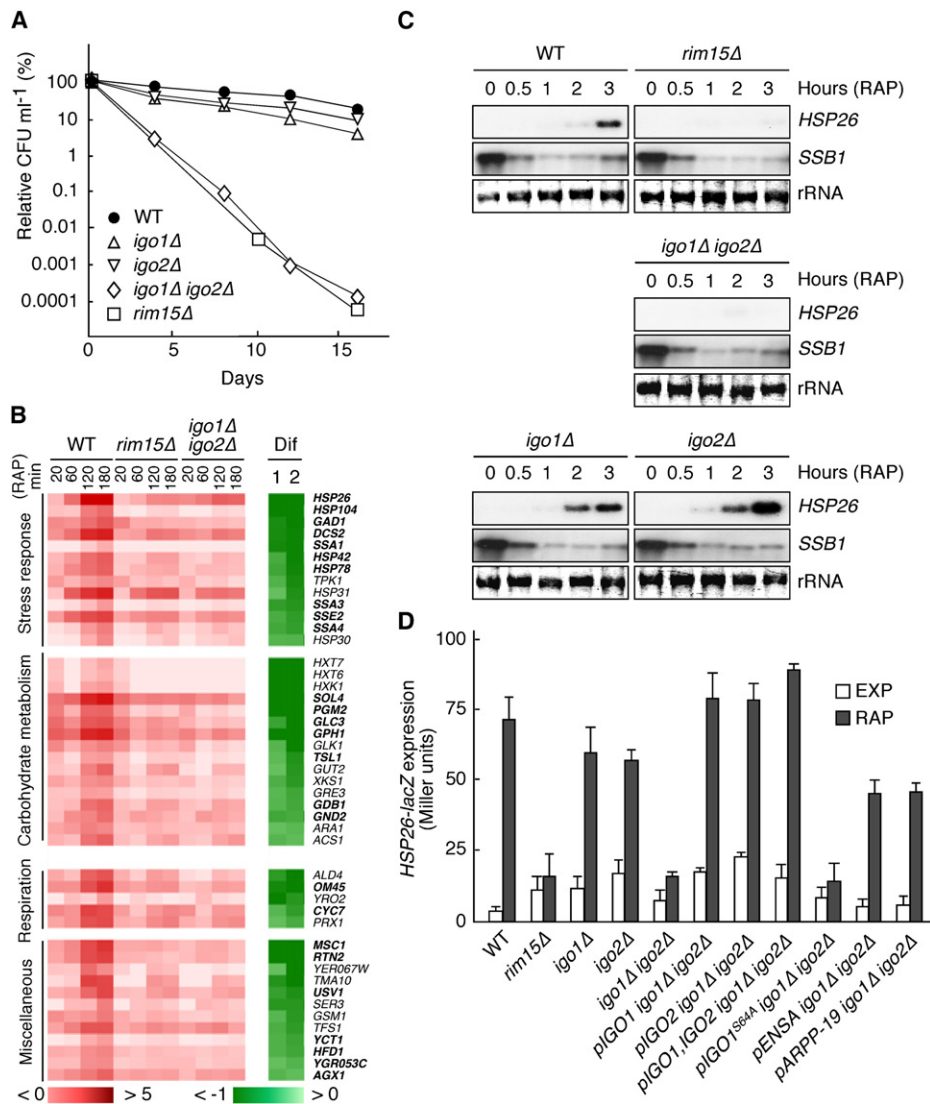 A
Relative CFU ml-1 (%)
100
10
1
0.1
0.01
0.001
0.0001
WT
igo1Δ
igo2Δ
igo1Δ igo2Δ
rim15Δ
0 5 10 15
Days
B
WT rim15Δ igo1Δ igo2Δ Dif
(RAP) min
20 60 120 180 20 60 120 180 20 60 120 180 1 2
Stress response
HSP26
HSP104
GAD1
DCS2
SSA1
HSP42
HSP78
TPK1
HSP31
SSA3
SSE2
SSA4
HSP30
Carbohydrate metabolism
HXT7
HXT6
HXK1
SOL4
PGM2
GLC3
GPH1
GLK1
TSL1
GUT2
XKS1
GRE3
GDB1
GND2
ARA1
ACS1
Respiration
ALD4
OM45
YRO2
CYC7
PRX1
Miscellaneous
MSC1
RTN2
YER067W
TMA10
USV1
SER3
GSM1
TFS1
YCT1
HFD1
YGR053C
AGX1
< 0 > 5 < -1 > 0
C
WT rim15Δ
0 0.5 1 2 3 0 0.5 1 2 3 Hours (RAP)
HSP26
SSB1
rRNA
igo1Δ igo2Δ
0 0.5 1 2 3 Hours (RAP)
HSP26
SSB1
rRNA
igo1Δ igo2Δ
0 0.5 1 2 3 0 0.5 1 2 3 Hours (RAP)
HSP26
SSB1
rRNA
D
HSP26-lacZ expression
(Miller units)
100
75
50
25
0
EXP
RAP
WT
rim15Δ
igo1Δ
igo2Δ
igo1Δ igo2Δ
pIGO1 igo1Δ igo2Δ
pIGO2 igo1Δ igo2Δ
pIGO1,IGO2 igo1Δ igo2Δ
pIGO1S64A igo1Δ igo2Δ
pENSA igo1Δ igo2Δ
pARPP-19 igo1Δ igo2Δ